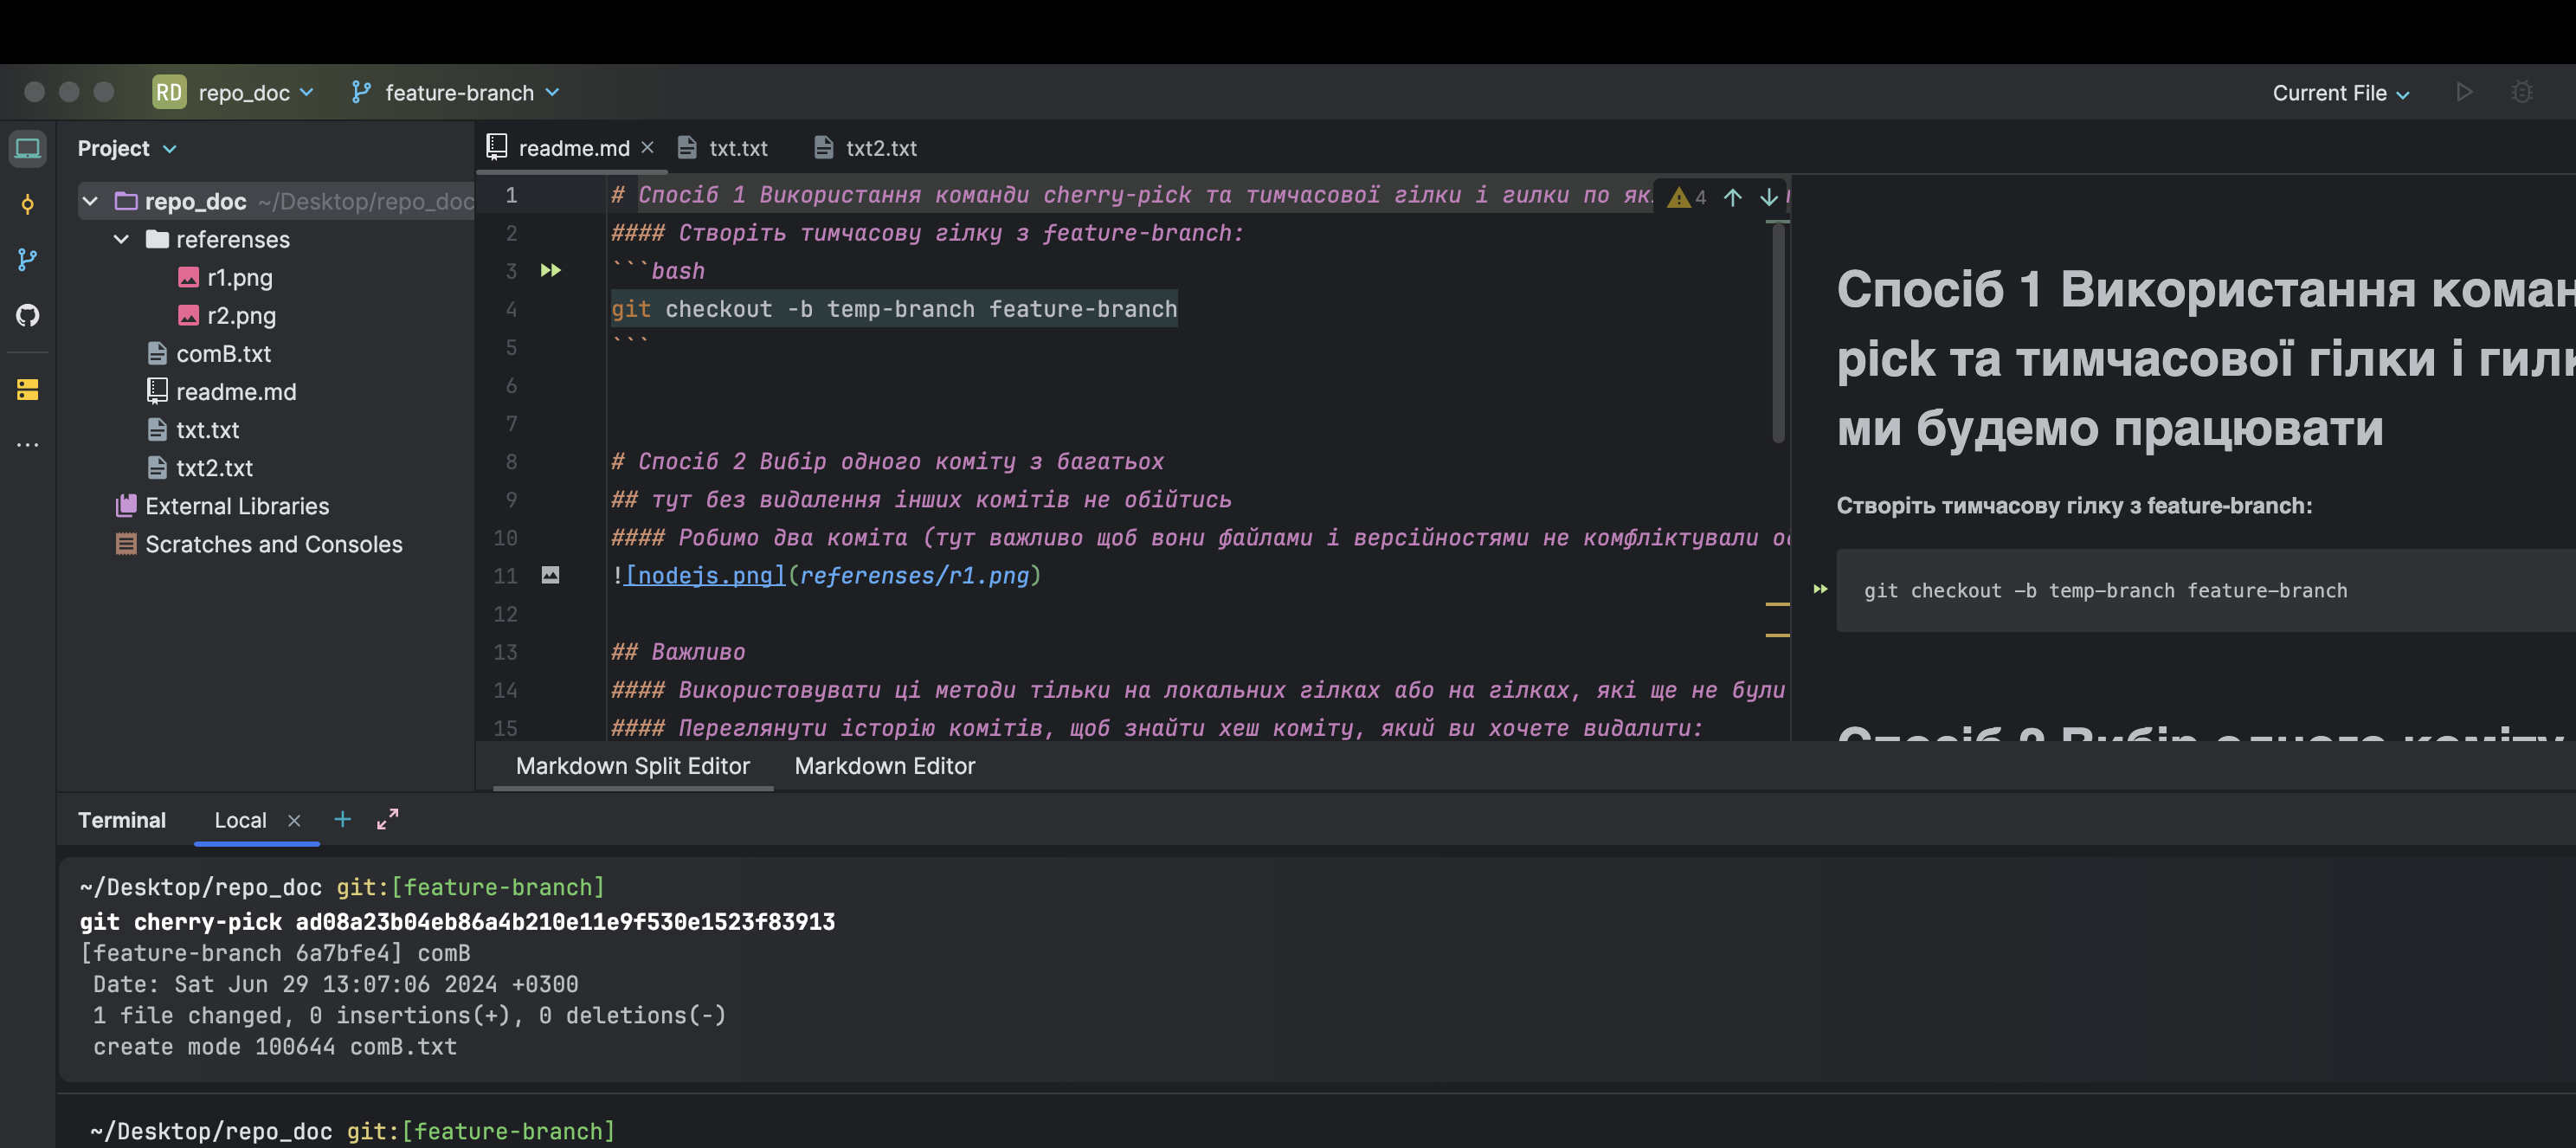 RD repo_doc feature-branch Current File
Project
readme.md txt.txt txt2.txt
repo_doc ~/Desktop/repo_doc
referenses
r1.png
r2.png
comB.txt
readme.md
txt.txt
txt2.txt
External Libraries
Scratches and Consoles
1 # Спосіб 1 Використання команди cherry-pick та тимчасової гілки і гилки по як
4
2 #### Створіть тимчасову гілку з feature-branch:
3 ```bash
4 git checkout -b temp-branch feature-branch
5 ```
6
7
8 # Спосіб 2 Вибір одного коміту з багатьох
9 ## тут без видалення інших комітів не обійтись
10 #### Робимо два коміта (тут важливо щоб вони файлами і версійностями не комфліктували
11 ![nodejs.png](referenses/r1.png)
12
13 ## Важливо
14 #### Використовувати ці методи тільки на локальних гілках або на гілках, які ще не були
15 #### Переглянути історію комітів, щоб знайти хеш коміту, який ви хочете видалити:
Markdown Split Editor Markdown Editor
Спосіб 1 Використання коман
pick та тимчасової гілки і гилк
ми будемо працювати
Створіть тимчасову гілку з feature-branch:
git checkout -b temp-branch feature-branch
Спосіб 2 Вибір одного коміту
Terminal Local
~/Desktop/repo_doc git:[feature-branch]
git cherry-pick ad08a23b04eb86a4b210e11e9f530e1523f83913
[feature-branch 6a7bfe4] comB
Date: Sat Jun 29 13:07:06 2024 +0300
1 file changed, 0 insertions(+), 0 deletions(-)
create mode 100644 comB.txt
~/Desktop/repo_doc git:[feature-branch]